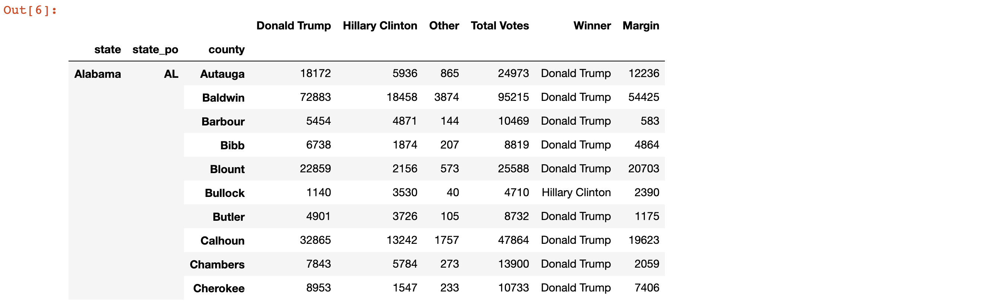 Out[6]:
Donald Trump Hillary Clinton Other Total Votes Winner Margin
state state_po county
Alabama AL Autauga 18172 5936 865 24973 Donald Trump 12236
Baldwin 72883 18458 3874 95215 Donald Trump 54425
Barbour 5454 4871 144 10469 Donald Trump 583
Bibb 6738 1874 207 8819 Donald Trump 4864
Blount 22859 2156 573 25588 Donald Trump 20703
Bullock 1140 3530 40 4710 Hillary Clinton 2390
Butler 4901 3726 105 8732 Donald Trump 1175
Calhoun 32865 13242 1757 47864 Donald Trump 19623
Chambers 7843 5784 273 13900 Donald Trump 2059
Cherokee 8953 1547 233 10733 Donald Trump 7406